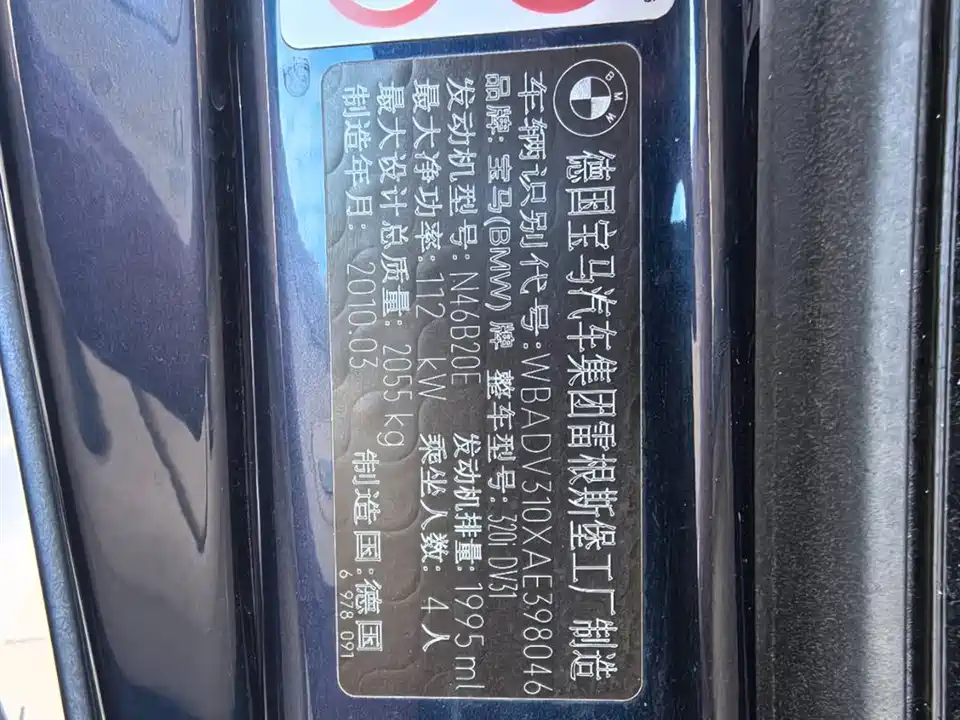 BMW
德国宝马汽车集团雷根斯堡工厂制造
车辆识别代号:WBADV310XAE398046
品牌: 宝马(BMW)牌 整车型号: 320i DV31
发动机型号: N46B20E 发动机排量: 1995ml
最大净功率: 112 kW 乘坐人数: 4人
最大设计总质量: 2055kg
制造年月: 2010.03 制造国:德国
6 978 091